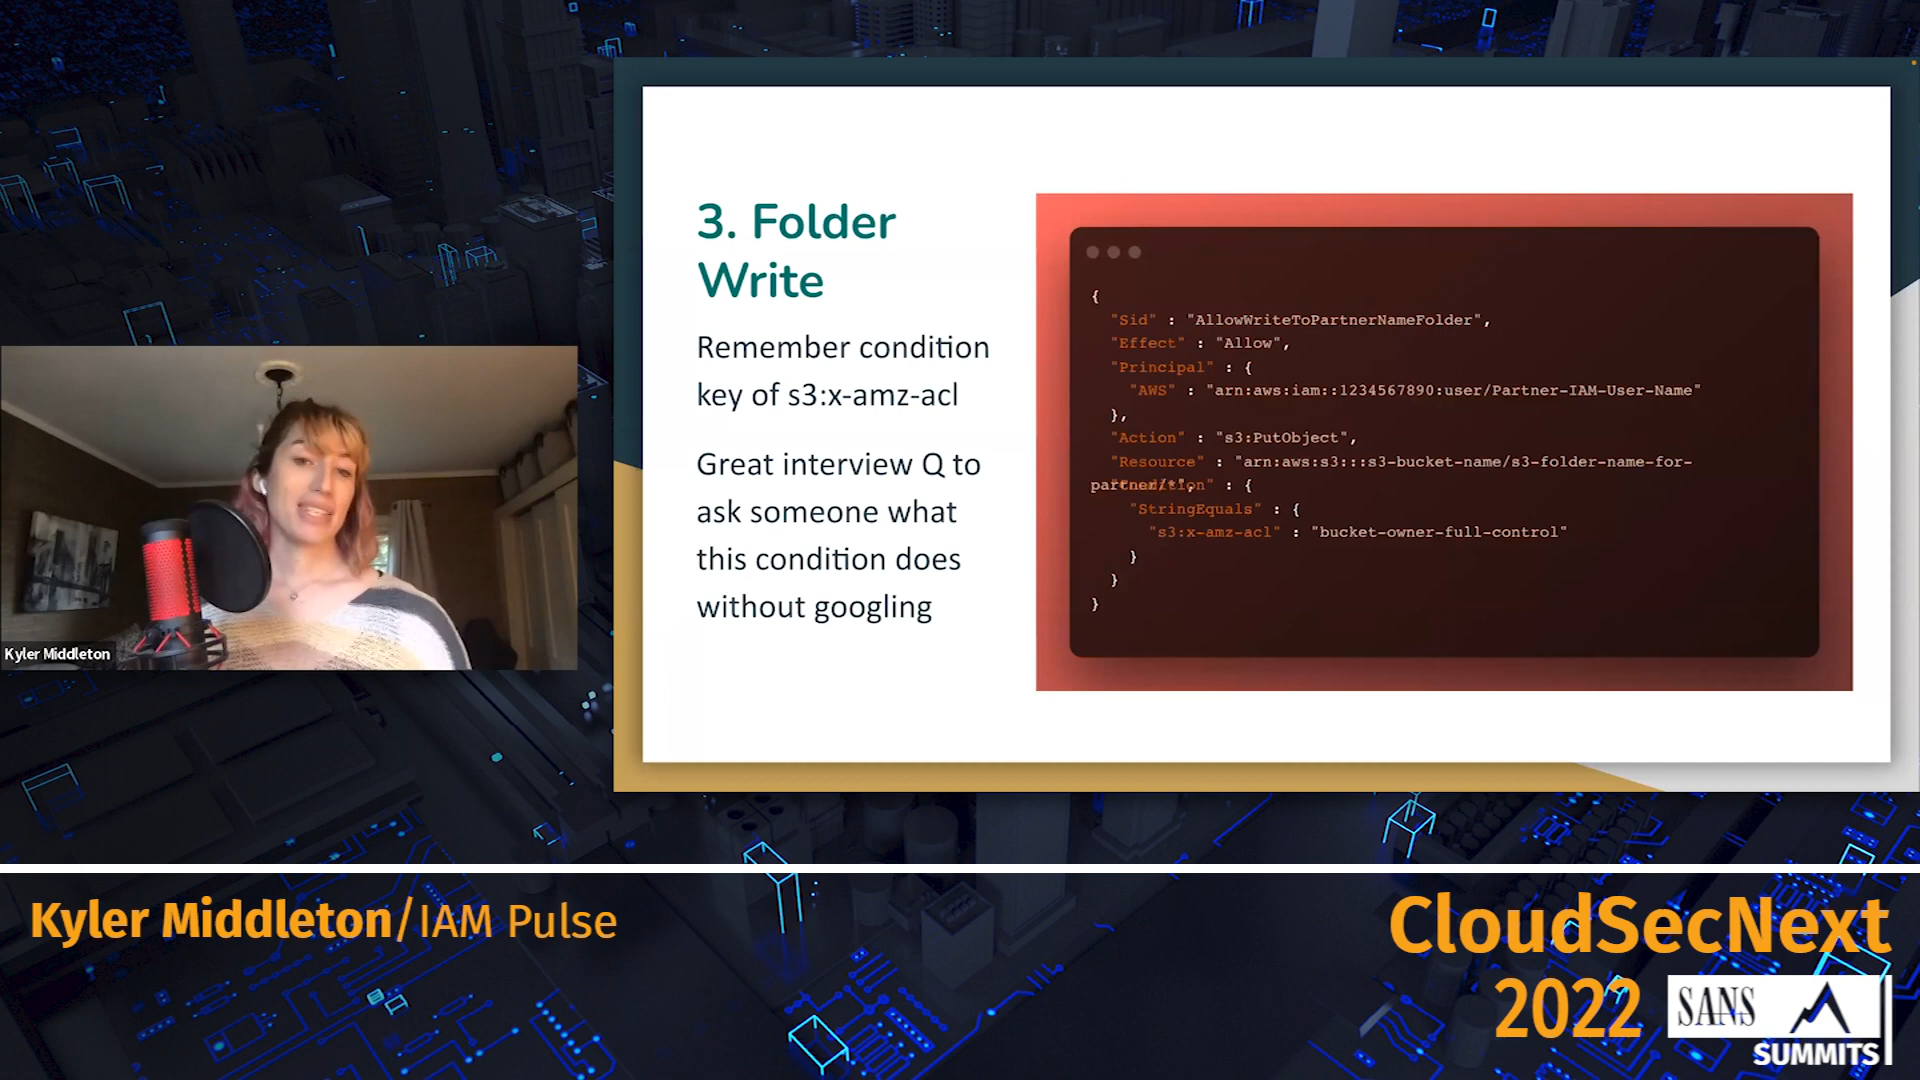 3. Folder
Write
Remember condition
key of s3:x-amz-acl
Great interview Q to
ask someone what
this condition does
without googling
{
"Sid" : "AllowWriteToPartnerNameFolder",
"Effect" : "Allow",
"Principal" : {
"AWS" : "arn:aws:iam::1234567890:user/Partner-IAM-User-Name"
},
"Action" : "s3:PutObject",
"Resource" : "arn:aws:s3:::s3-bucket-name/s3-folder-name-for-
partner/*",
"Condition" : {
"StringEquals" : {
"s3:x-amz-acl" : "bucket-owner-full-control"
}
}
}
Kyler Middleton
Kyler Middleton/IAM Pulse
CloudSecNext
2022
SANS
SUMMITS